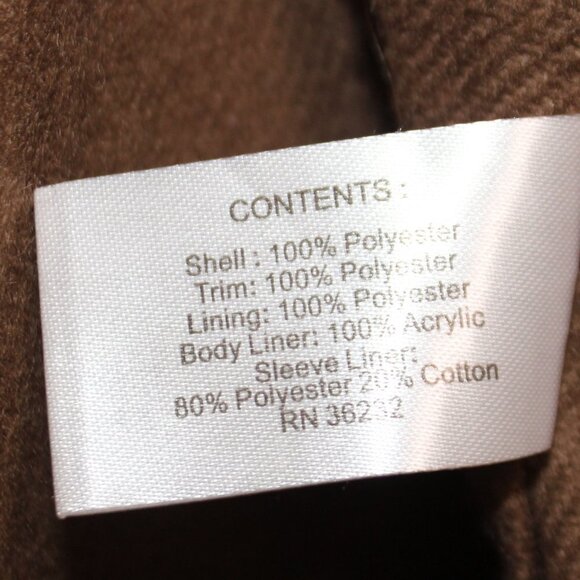 CONTENTS :
Shell : 100% Polyester
Trim: 100% Polyester
Lining: 100% Polyester
Body Liner: 100% Acrylic
Sleeve Liner:
80% Polyester 20% Cotton
RN 36232